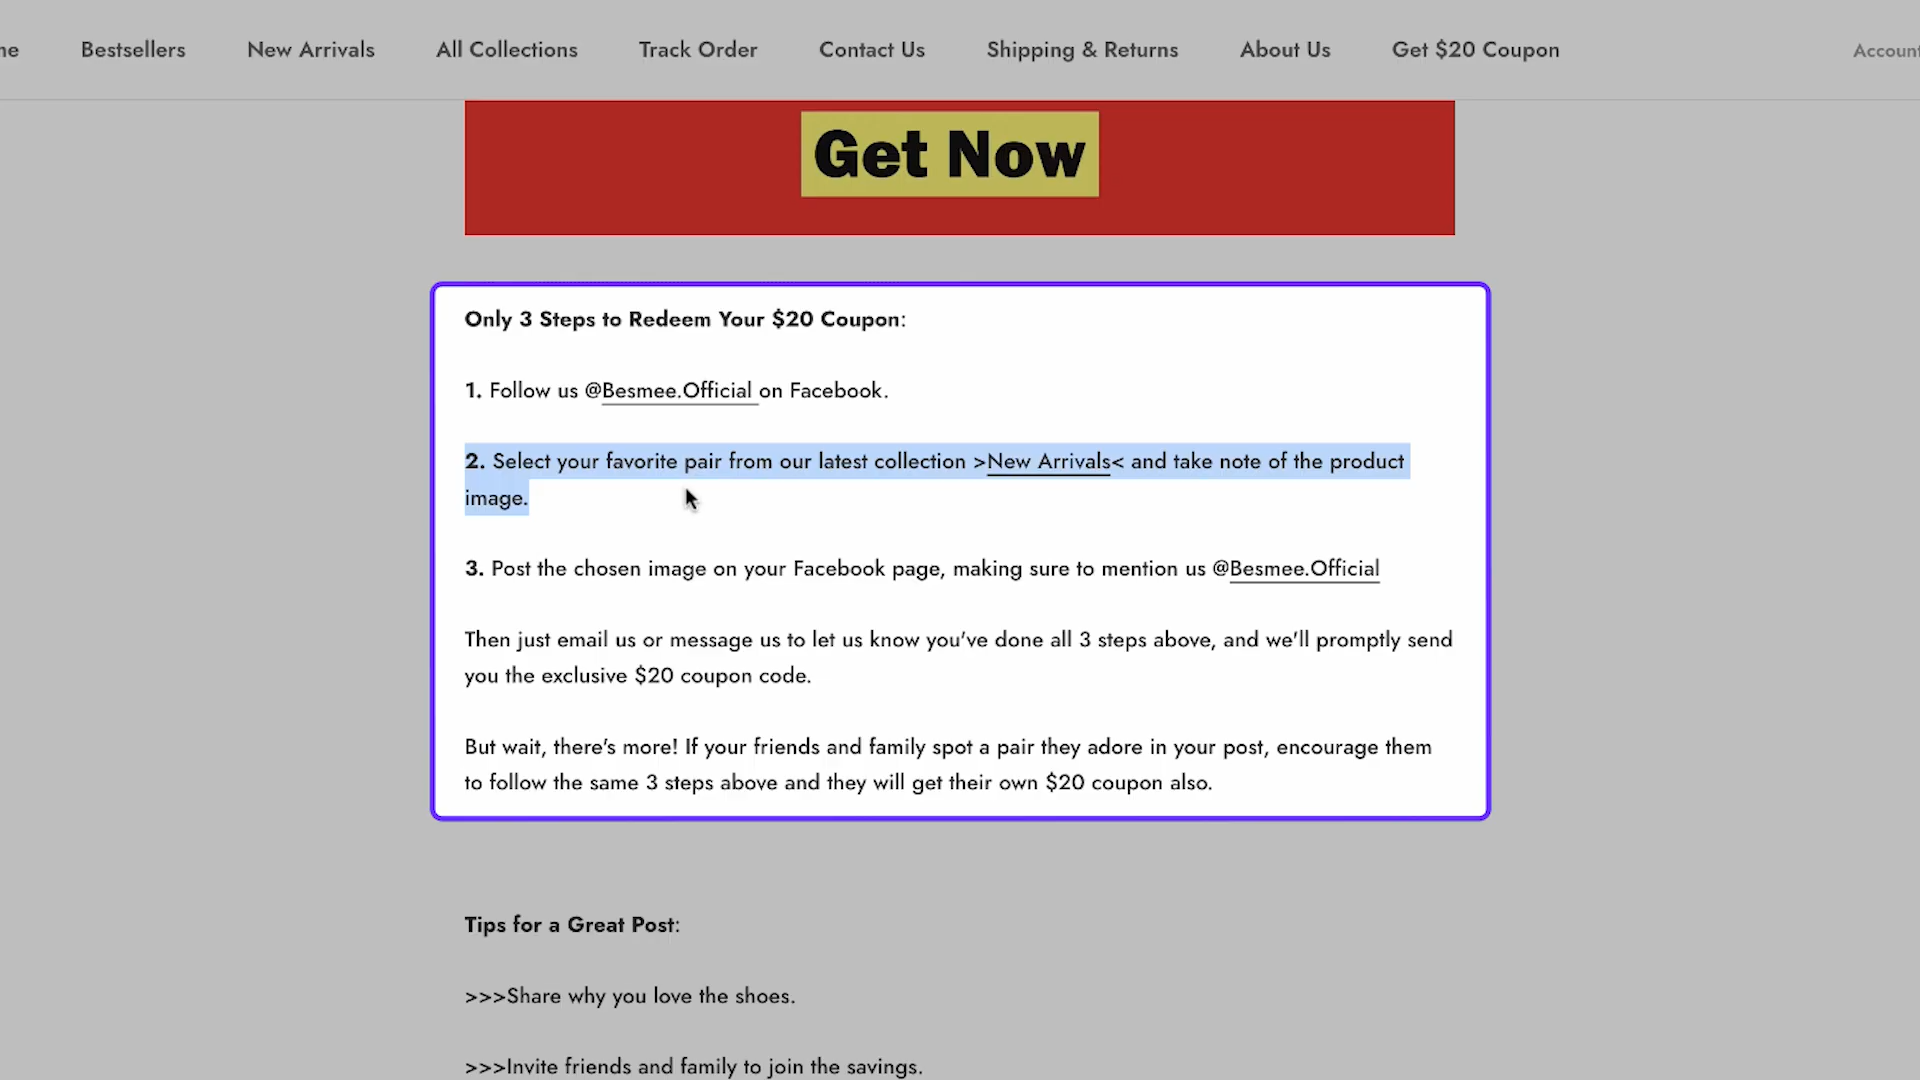 me Bestsellers New Arrivals All Collections Track Order Contact Us Shipping & Returns About Us Get $20 Coupon Account
Get Now
Only 3 Steps to Redeem Your $20 Coupon:
1. Follow us @Besmee.Official on Facebook.
2. Select your favorite pair from our latest collection >New Arrivals< and take note of the product
image.
3. Post the chosen image on your Facebook page, making sure to mention us @Besmee.Official
Then just email us or message us to let us know you've done all 3 steps above, and we'll promptly send
you the exclusive $20 coupon code.
But wait, there's more! If your friends and family spot a pair they adore in your post, encourage them
to follow the same 3 steps above and they will get their own $20 coupon also.
Tips for a Great Post:
>>>Share why you love the shoes.
>>>Invite friends and family to join the savings.